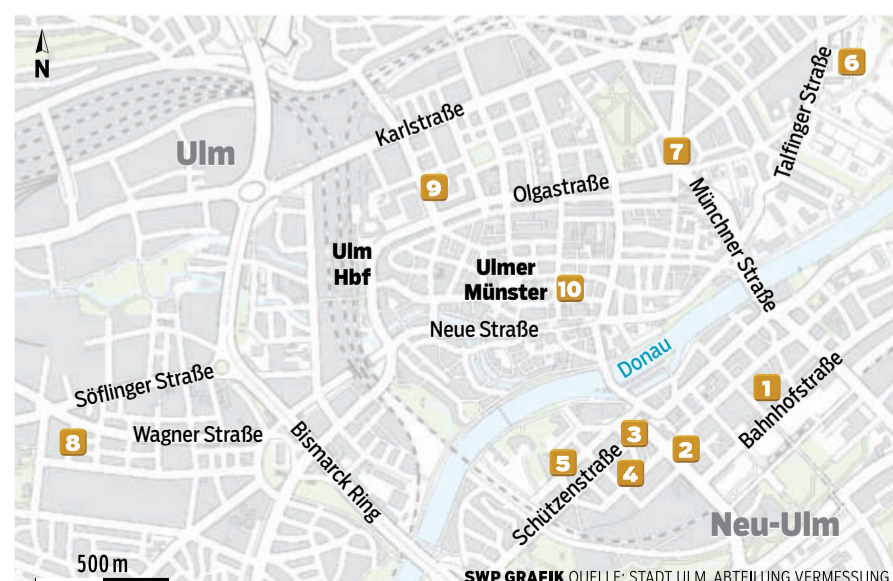 N
6
Talfinger Straße
Karlstraße
Ulm
7
9
Olgastraße
Münchner Straße
Ulm
Hbf
Ulmer
Münster
10
Neue Straße
Donau
Söflinger Straße
1
Bahnhofstraße
8
Wagner Straße
Bismarck Ring
3
2
5
4
Schützenstraße
Neu-Ulm
500 m
SWP GRAFIK QUELLE: STADT ULM, ABTEILUNG VERMESSUNG